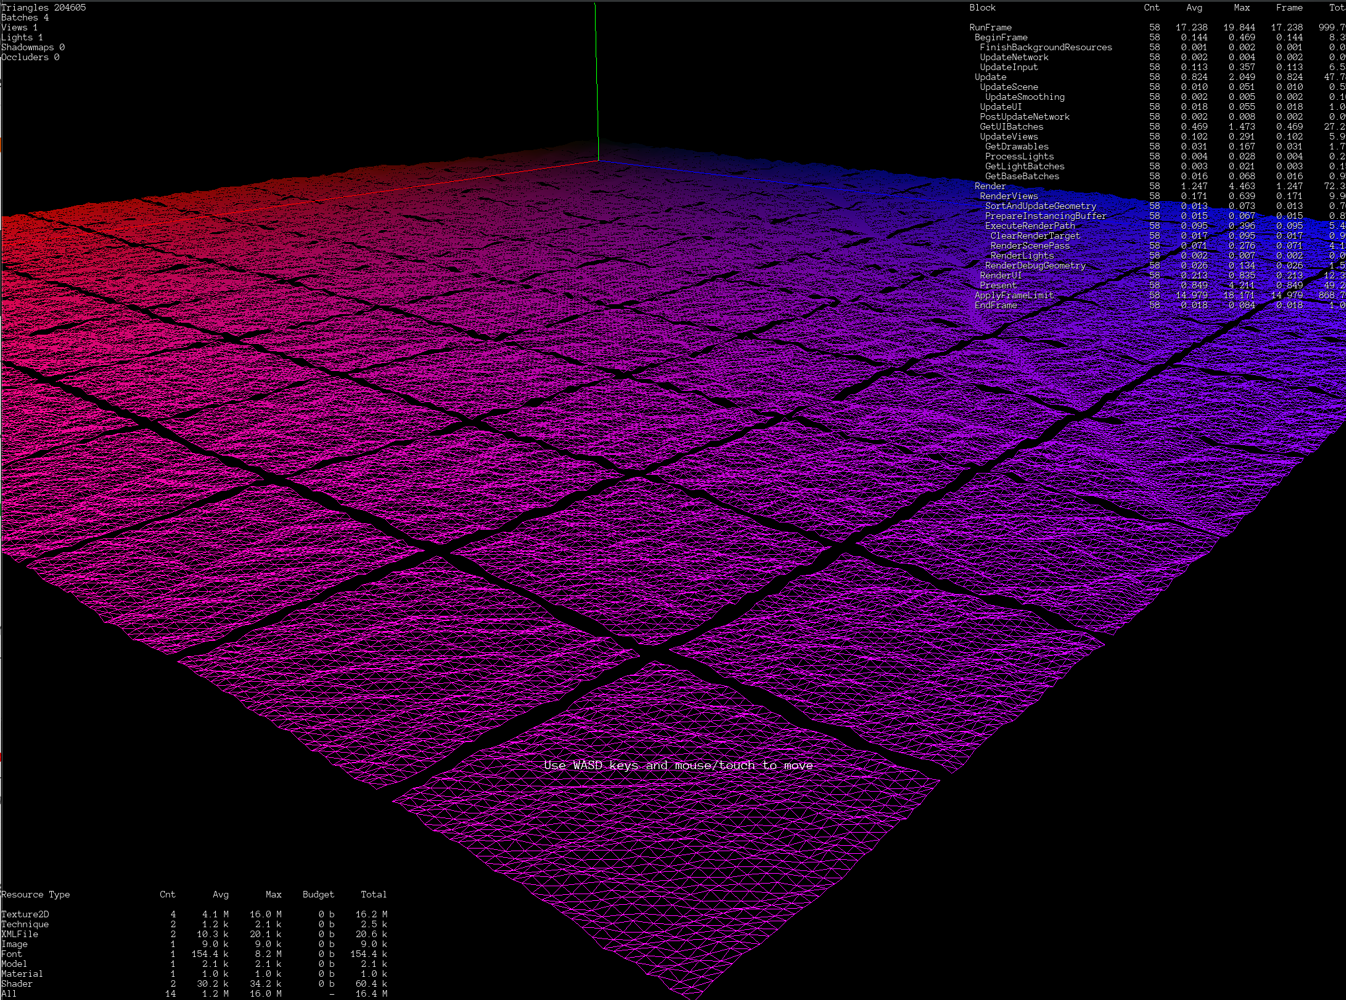 Triangles 204605
Batches 4
Views 1
Lights 1
Shadowmaps 0
Occluders 0
Block Cnt Avg Max Frame Tot
RunFrame 58 17.238 19.844 17.238 999.7
BeginFrame 58 0.144 0.469 0.144 8.3
FinishBackgroundResources 58 0.001 0.002 0.001 0.0
UpdateNetwork 58 0.002 0.004 0.002 0.0
UpdateInput 58 0.113 0.357 0.113 6.5
Update 58 0.824 2.049 0.824 47.7
UpdateScene 58 0.010 0.051 0.010 0.5
UpdateSmoothing 58 0.002 0.005 0.002 0.1
UpdateUI 58 0.018 0.055 0.018 1.0
PostUpdateNetwork 58 0.002 0.008 0.002 0.0
GetUIBatches 58 0.469 1.473 0.469 27.2
UpdateViews 58 0.102 0.291 0.102 5.9
GetDrawables 58 0.031 0.167 0.031 1.7
ProcessLights 58 0.004 0.028 0.004 0.2
GetLightBatches 58 0.003 0.021 0.003 0.1
GetBaseBatches 58 0.016 0.068 0.016 0.9
Render 58 1.247 4.463 1.247 72.3
RenderViews 58 0.171 0.639 0.171 9.9
SortAndUpdateGeometry 58 0.013 0.073 0.013 0.7
PrepareInstancingBuffer 58 0.015 0.067 0.015 0.8
ExecuteRenderPath 58 0.095 0.396 0.095 5.4
ClearRenderTarget 58 0.017 0.095 0.017 0.9
RenderScenePass 58 0.071 0.276 0.071 4.1
RenderLights 58 0.002 0.007 0.002 0.0
RenderDebugGeometry 58 0.026 0.134 0.026 1.5
RenderUI 58 0.213 0.835 0.213 12.3
Present 58 0.849 4.211 0.849 49.2
ApplyFrameLimit 58 14.979 18.171 14.979 868.7
EndFrame 58 0.018 0.084 0.018 1.0
Use WASD keys and mouse/touch to move
Resource Type Cnt Avg Max Budget Total
Texture2D 4 4.1 M 16.0 M 0 b 16.2 M
Technique 2 1.2 k 2.1 k 0 b 2.5 k
XMLFile 2 10.3 k 20.1 k 0 b 20.6 k
Image 1 9.0 k 9.0 k 0 b 9.0 k
Font 1 154.4 k 8.2 M 0 b 154.4 k
Model 1 2.1 k 2.1 k 0 b 2.1 k
Material 1 1.0 k 1.0 k 0 b 1.0 k
Shader 2 30.2 k 34.2 k 0 b 60.4 k
All 14 1.2 M 16.0 M - 16.4 M